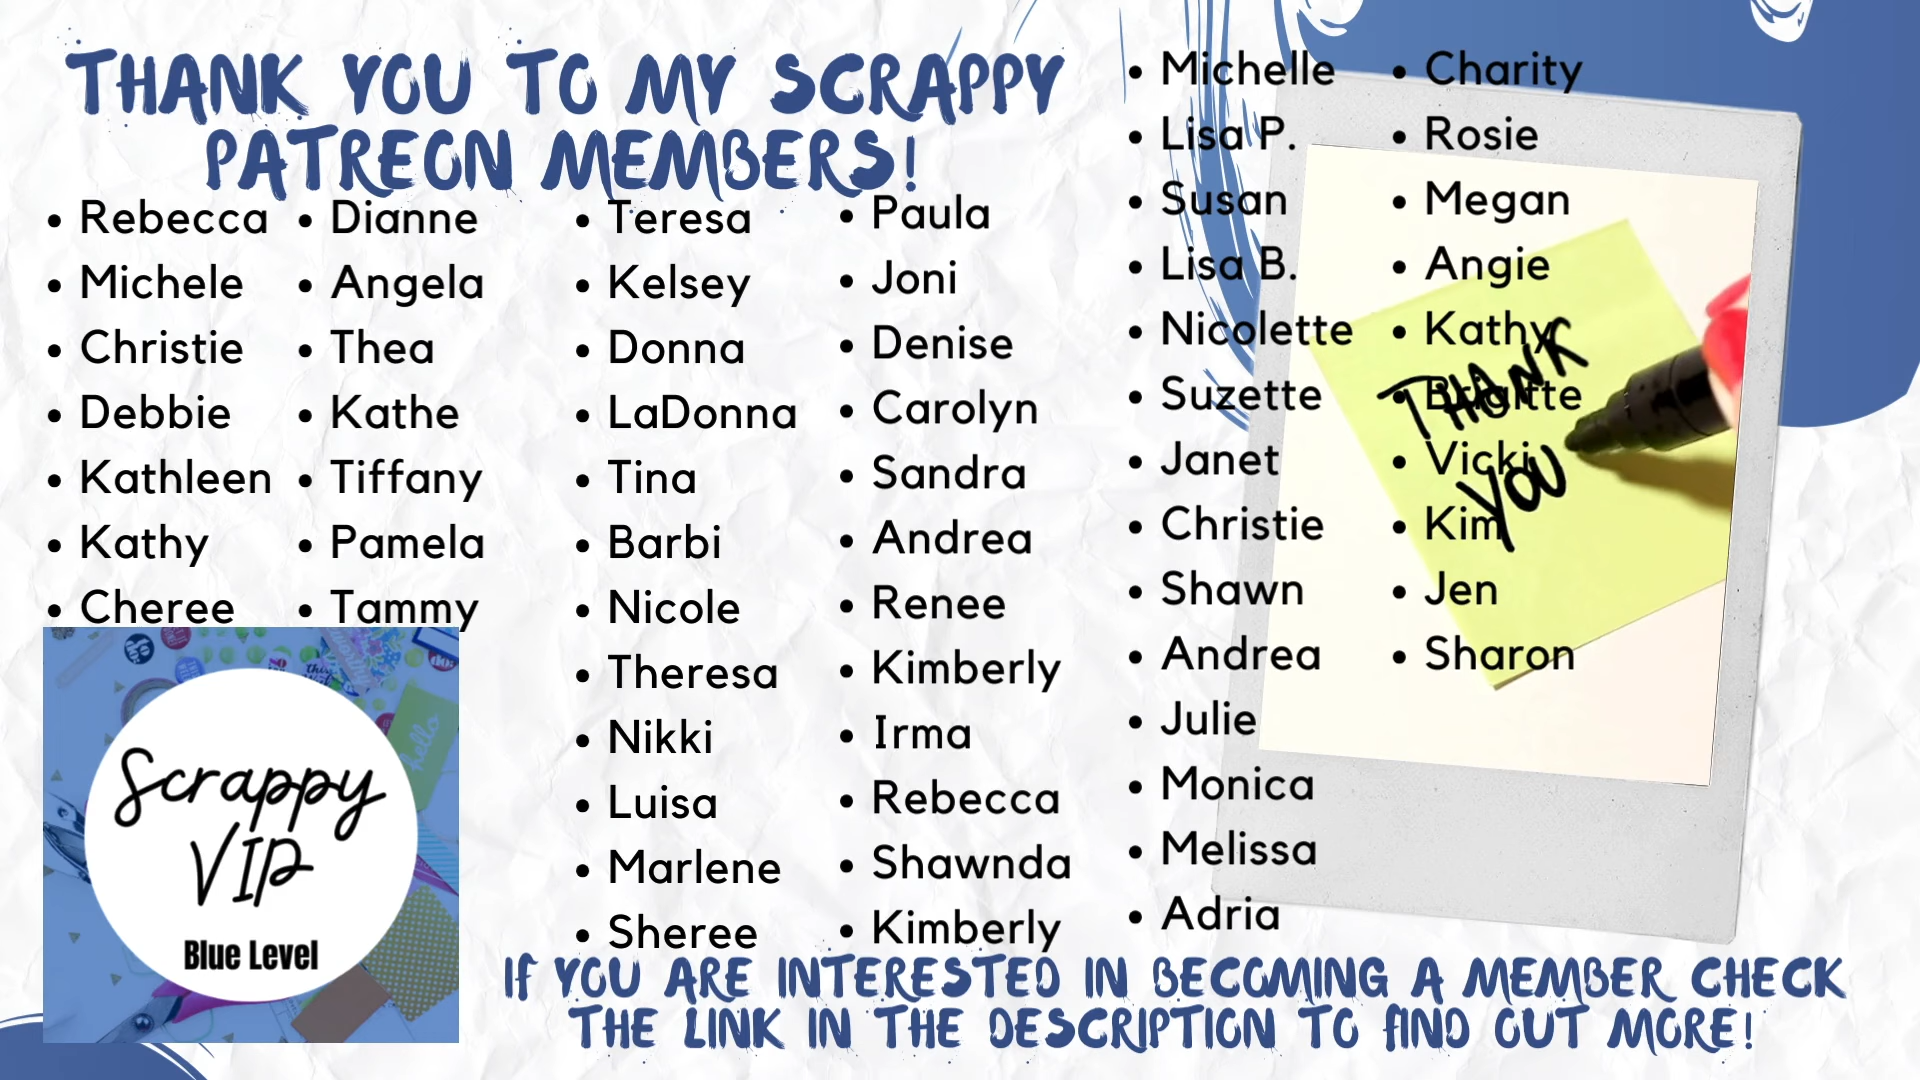 THANK YOU TO MY SCRAPPY
PATREON MEMBERS!
Rebecca
Michele
Christie
Debbie
Kathleen
Kathy
Cheree
Dianne
Angela
Thea
Kathe
Tiffany
Pamela
Tammy
Teresa
Kelsey
Donna
LaDonna
Tina
Barbi
Nicole
Theresa
Nikki
Luisa
Marlene
Sheree
Paula
Joni
Denise
Carolyn
Sandra
Andrea
Renee
Kimberly
Irma
Rebecca
Shawnda
Kimberly
Michelle
Lisa P.
Susan
Lisa B.
Nicolette
Suzette
Janet
Christie
Shawn
Andrea
Julie
Monica
Melissa
Adria
Charity
Rosie
Megan
Angie
Kathy
Brigitte
Vicki
Kim
Jen
Sharon
THANK
YOU
hello
Scrappy
VIP
Blue Level
IF YOU ARE INTERESTED IN BECOMING A MEMBER CHECK
THE LINK IN THE DESCRIPTION TO FIND OUT MORE!